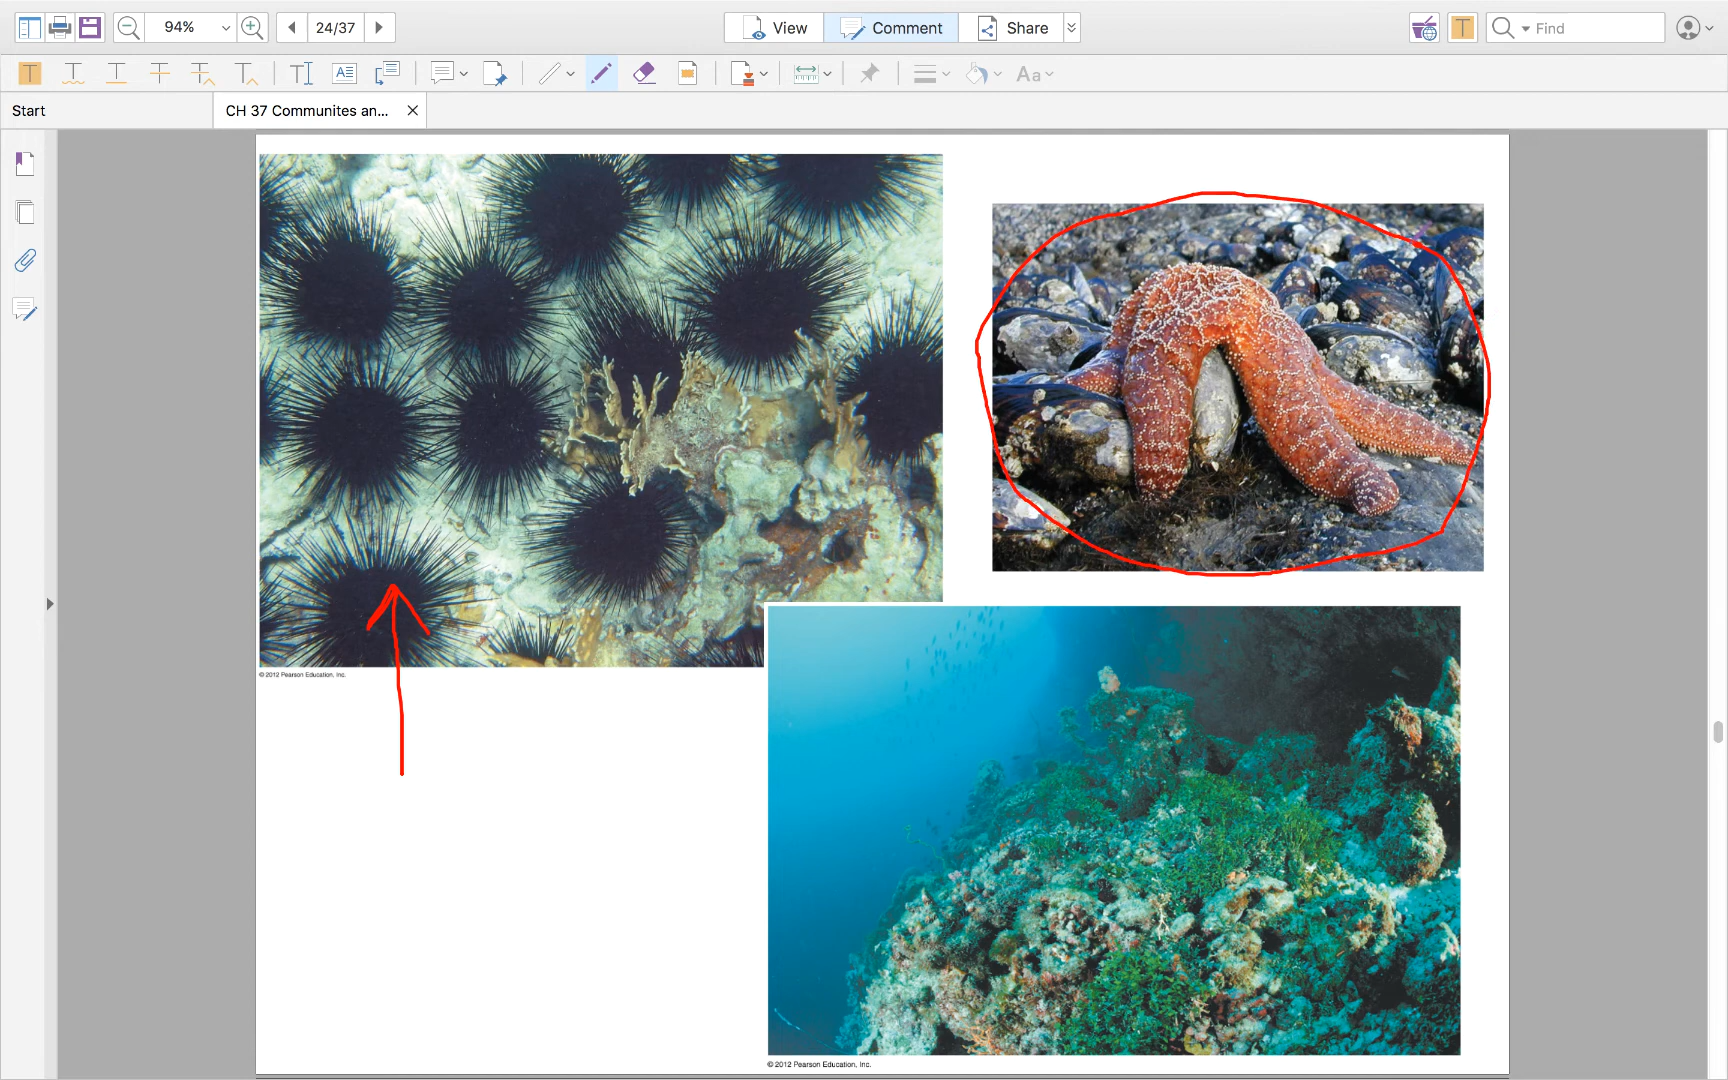 94%
24/37
View
Comment
Share
T
Find
T
T
T
T
T
T
T
A
Aa
Start
CH 37 Communites an...
© 2012 Pearson Education, Inc.
© 2012 Pearson Education, Inc.